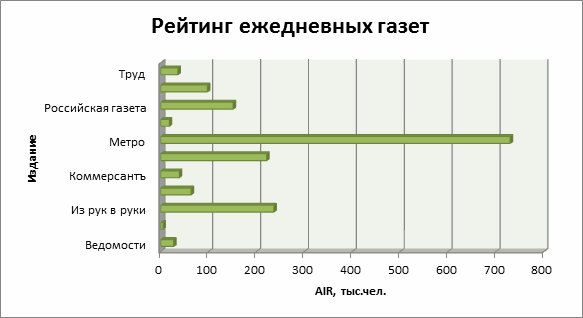 Рейтинг ежедневных газет
Издание
Труд
Российская газета
Метро
Коммерсантъ
Из рук в руки
Ведомости
0 100 200 300 400 500 600 700 800
AIR, тыс.чел.